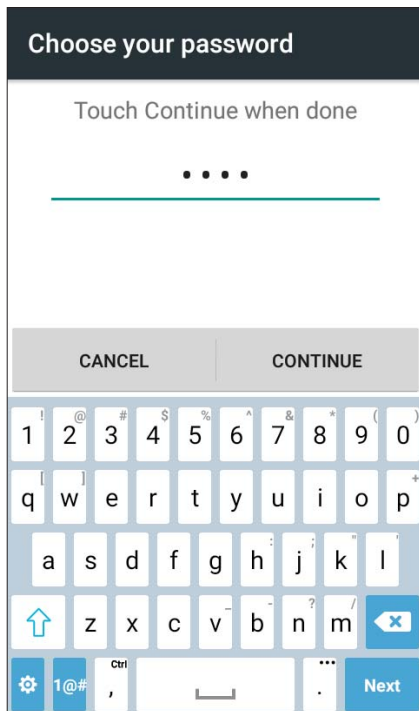 Choose your password
Touch Continue when done
••••
CANCEL CONTINUE
! @ # $ % ^ & * ( )
1 2 3 4 5 6 7 8 9 0
[ ] +
q w e r t y u i o p
: ; " '
a s d f g h j k l
_ - ? /
z x c v b n m
Ctrl •••
1@# , . Next